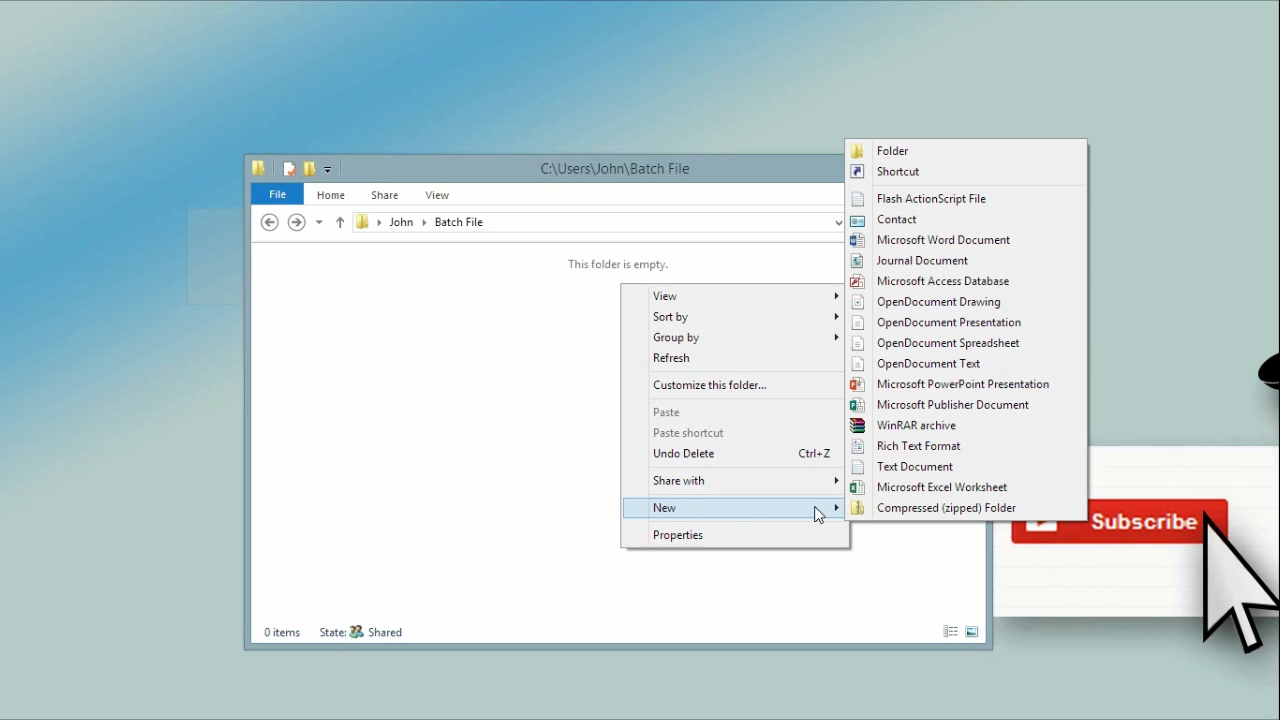 C:\Users\John\Batch File
File Home Share View
John Batch File
This folder is empty.
View
Sort by
Group by
Refresh
Customize this folder...
Paste
Paste shortcut
Undo Delete Ctrl+Z
Share with
New
Properties
Folder
Shortcut
Flash ActionScript File
Contact
Microsoft Word Document
Journal Document
Microsoft Access Database
OpenDocument Drawing
OpenDocument Presentation
OpenDocument Spreadsheet
OpenDocument Text
Microsoft PowerPoint Presentation
Microsoft Publisher Document
WinRAR archive
Rich Text Format
Text Document
Microsoft Excel Worksheet
Compressed (zipped) Folder
Subscribe
0 items State: Shared